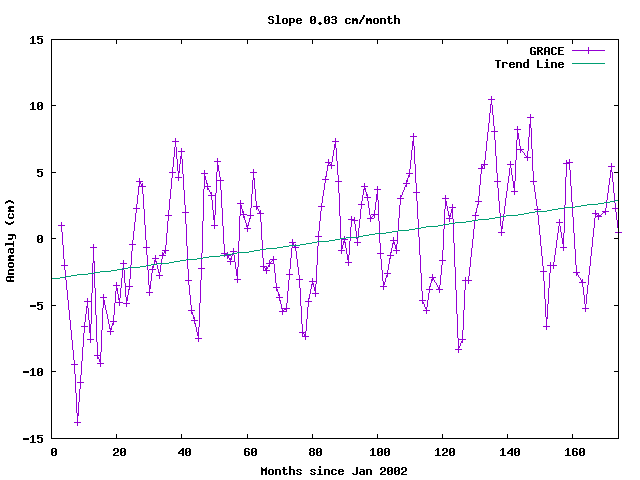 Slope 0.03 cm/month
GRACE
Trend Line
Anomaly (cm)
15
10
5
0
-5
-10
-15
0 20 40 60 80 100 120 140 160
Months since Jan 2002